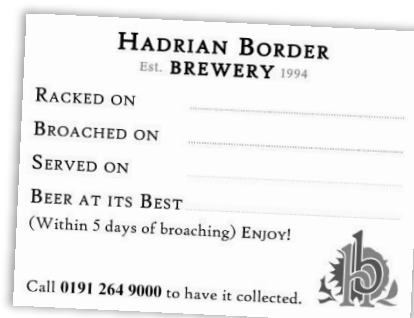 HADRIAN BORDER
Est. BREWERY 1994
RACKED ON
BROACHED ON
SERVED ON
BEER AT ITS BEST
(Within 5 days of broaching) ENJOY!
Call 0191 264 9000 to have it collected.
hb